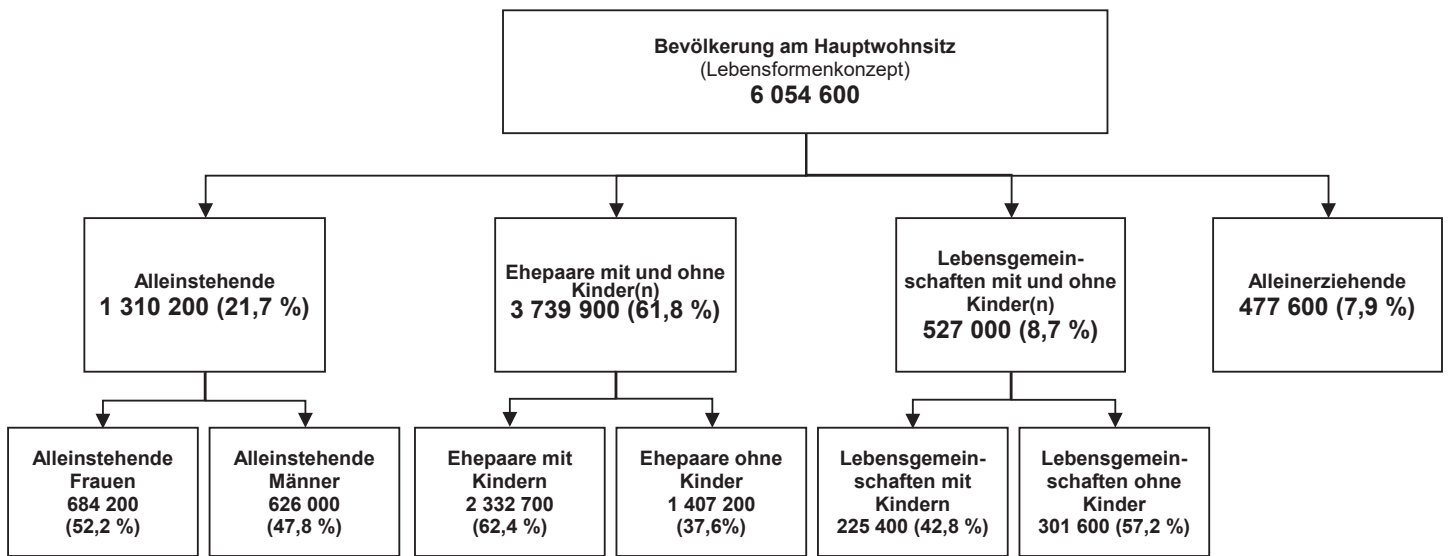 Bevölkerung am Hauptwohnsitz
(Lebensformenkonzept)
6 054 600
Alleinstehende
1 310 200 (21,7 %)
Ehepaare mit und ohne
Kinder(n)
3 739 900 (61,8 %)
Lebensgemein-
schaften mit und ohne
Kinder(n)
527 000 (8,7 %)
Alleinerziehende
477 600 (7,9 %)
Alleinstehende
Frauen
684 200
(52,2 %)
Alleinstehende
Männer
626 000
(47,8 %)
Ehepaare mit
Kindern
2 332 700
(62,4 %)
Ehepaare ohne
Kinder
1 407 200
(37,6%)
Lebensgemein-
schaften mit
Kindern
225 400 (42,8 %)
Lebensgemein-
schaften ohne
Kinder
301 600 (57,2 %)